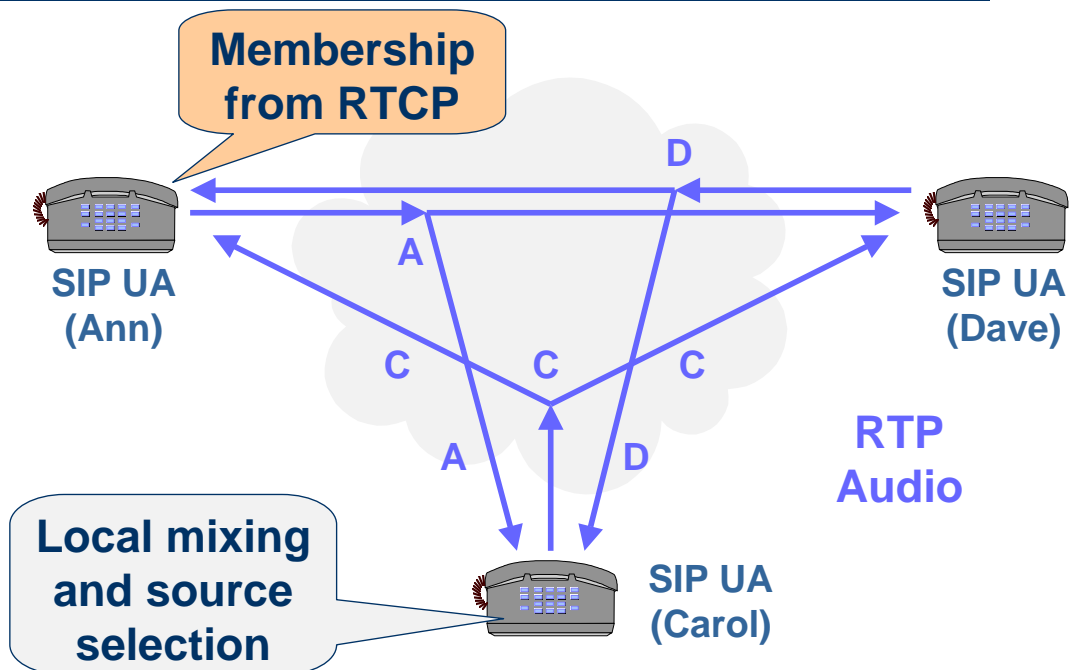 Membership
from RTCP
D
A
SIP UA
(Ann)
SIP UA
(Dave)
C
C
C
A
D
RTP
Audio
Local mixing
and source
selection
SIP UA
(Carol)